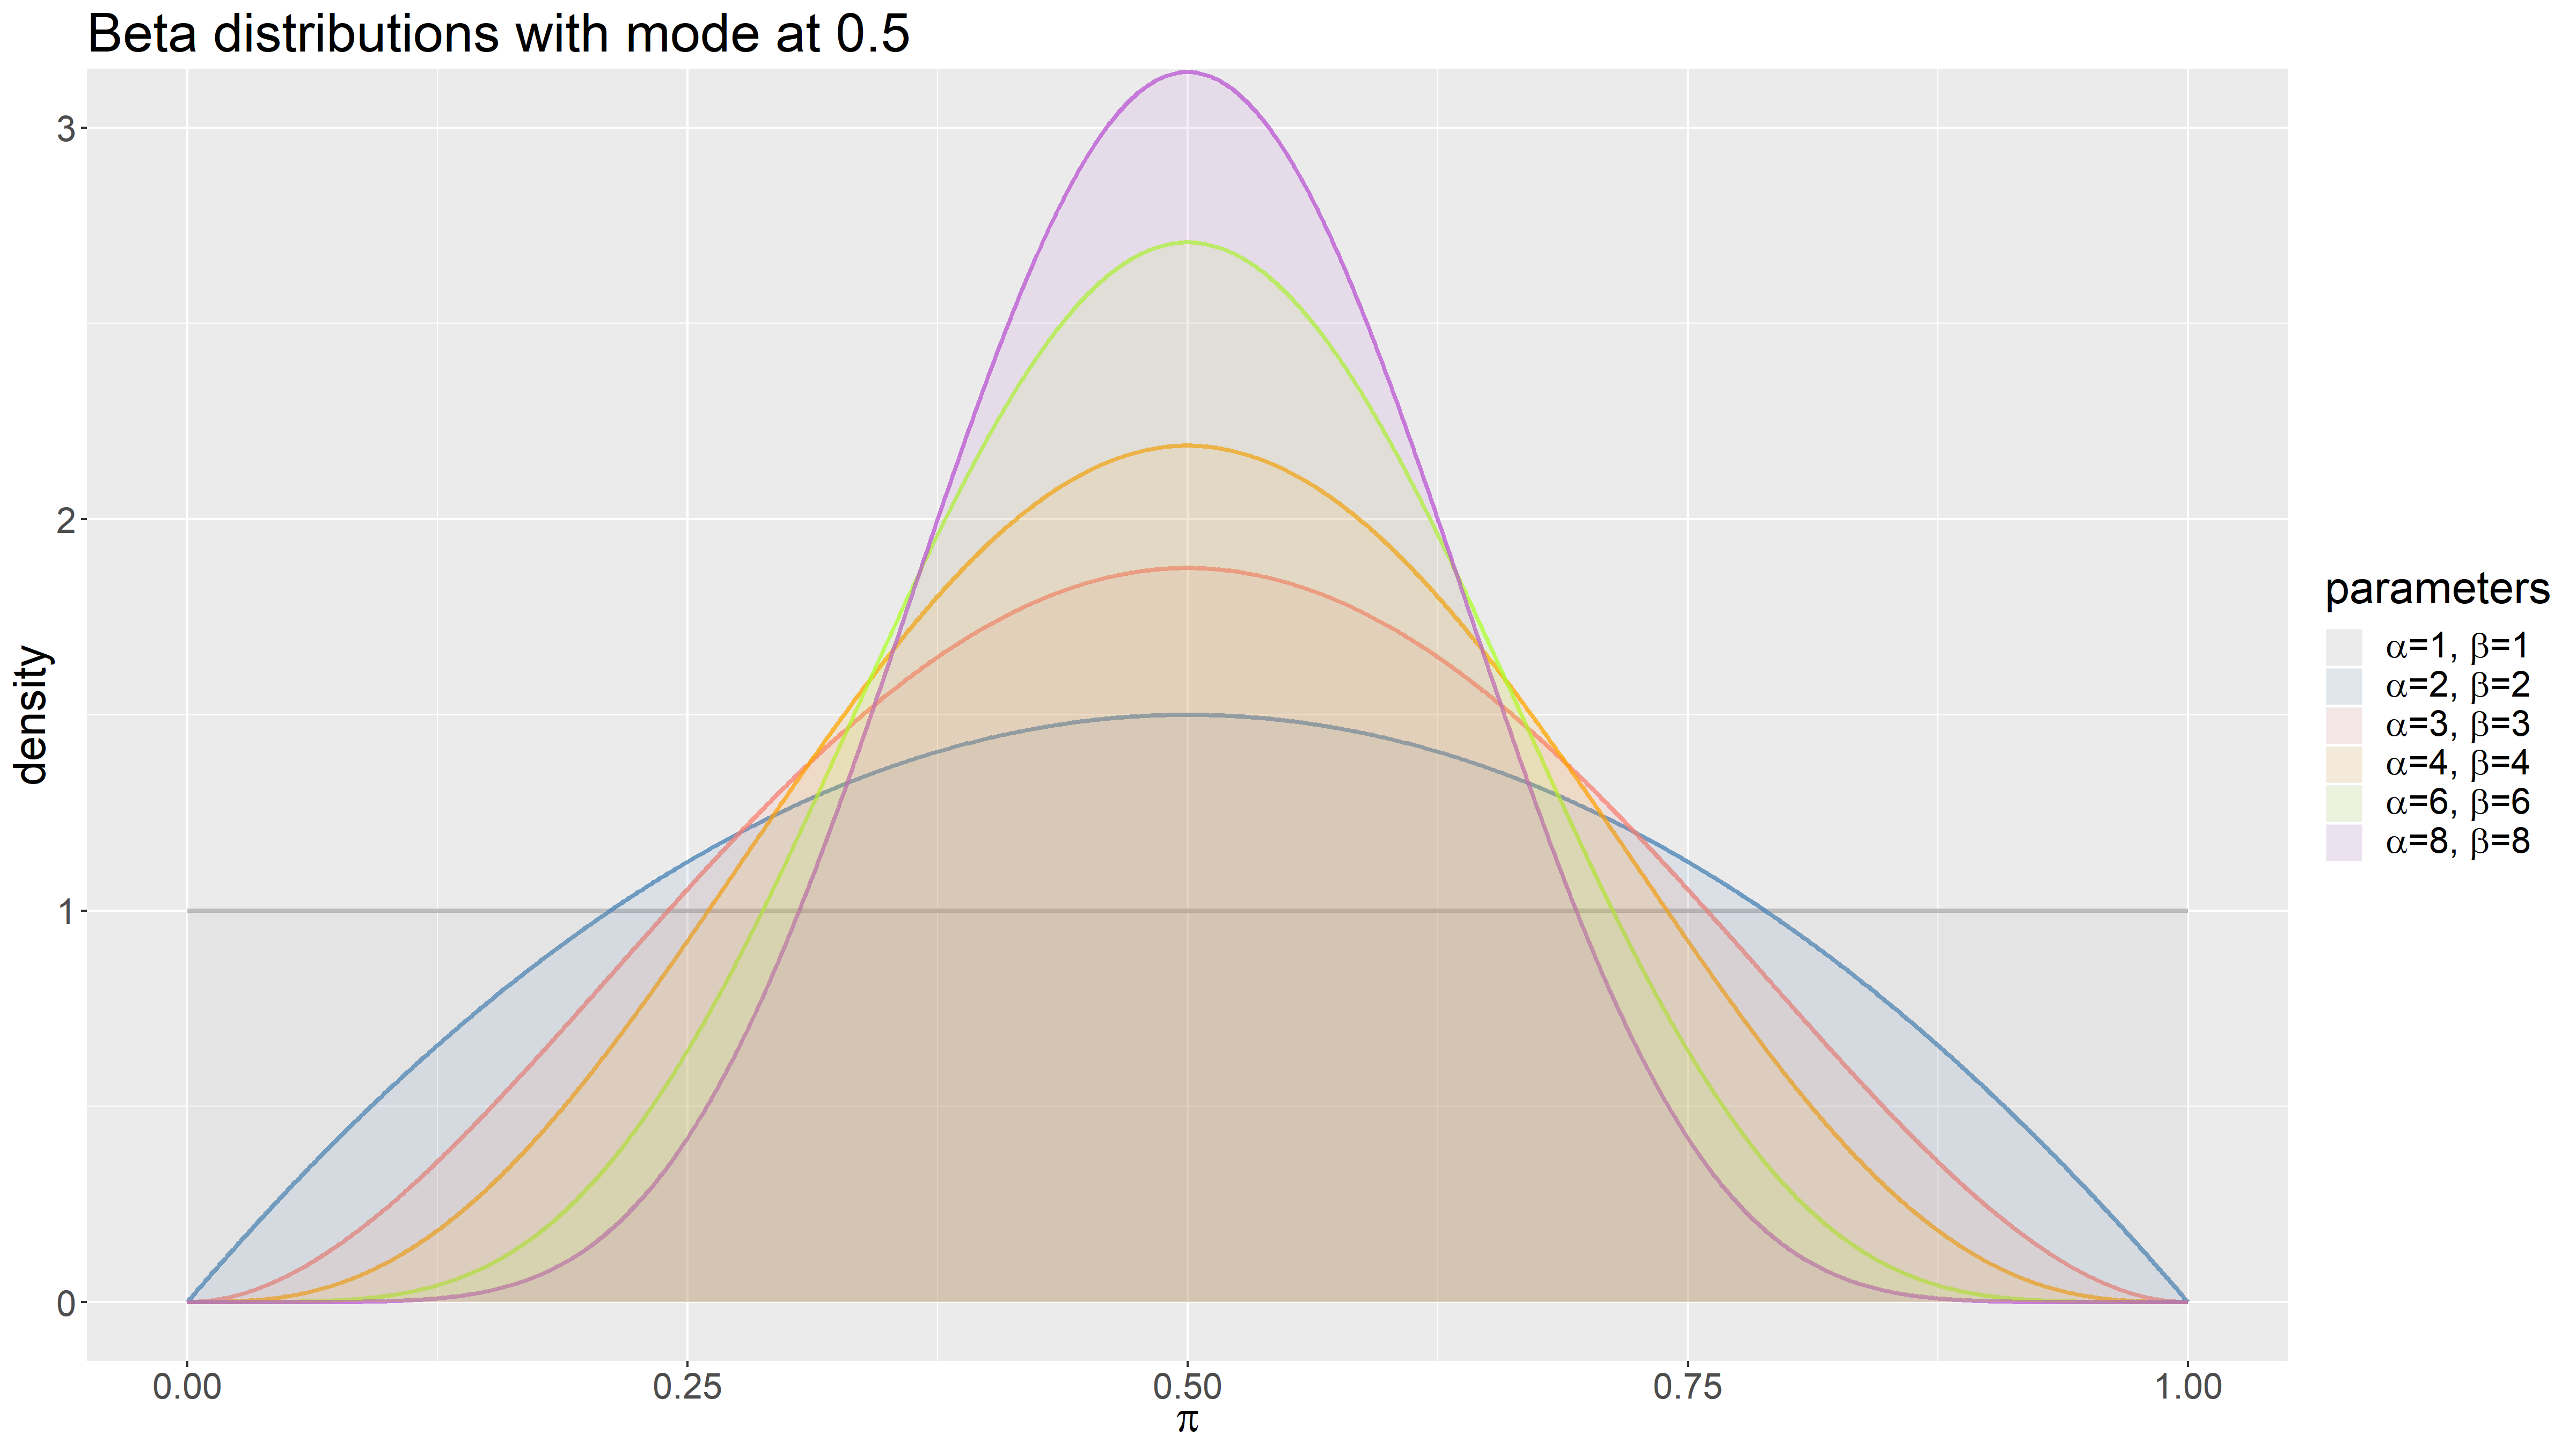 Beta distributions with mode at 0.5
density
3
2
1
0
0.00 0.25 0.50 0.75 1.00
π
parameters
α=1, β=1
α=2, β=2
α=3, β=3
α=4, β=4
α=6, β=6
α=8, β=8